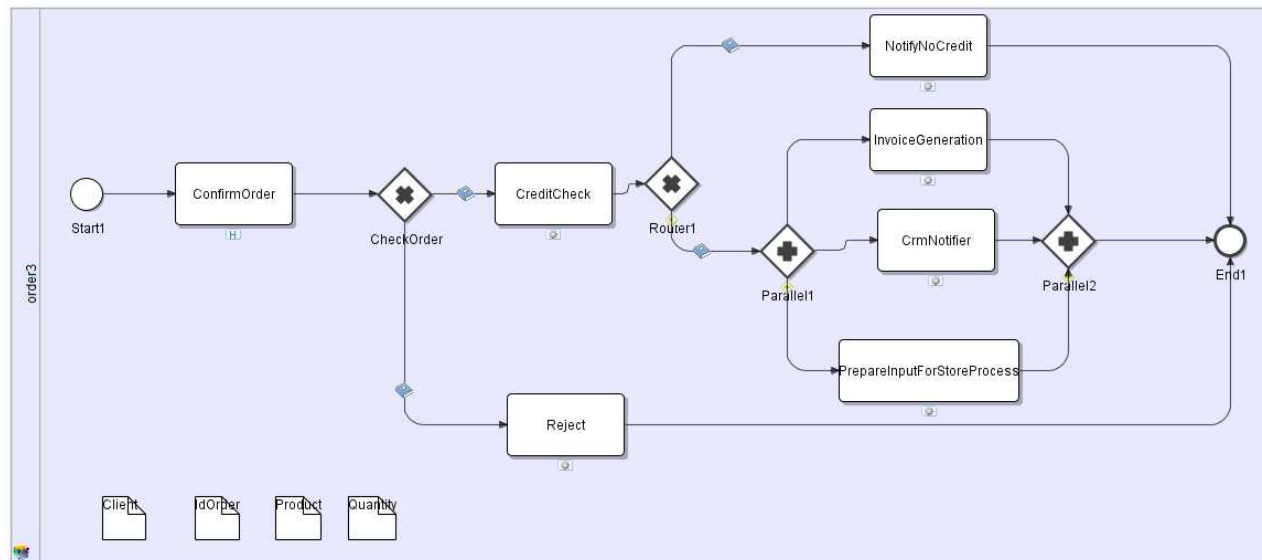 order3
Start1
ConfirmOrder
H
CheckOrder
CreditCheck
Router1
NotifyNoCredit
InvoiceGeneration
CrmNotifier
PrepareInputForStoreProcess
Parallel1
Parallel2
End1
Reject
Client
IdOrder
Product
Quantity